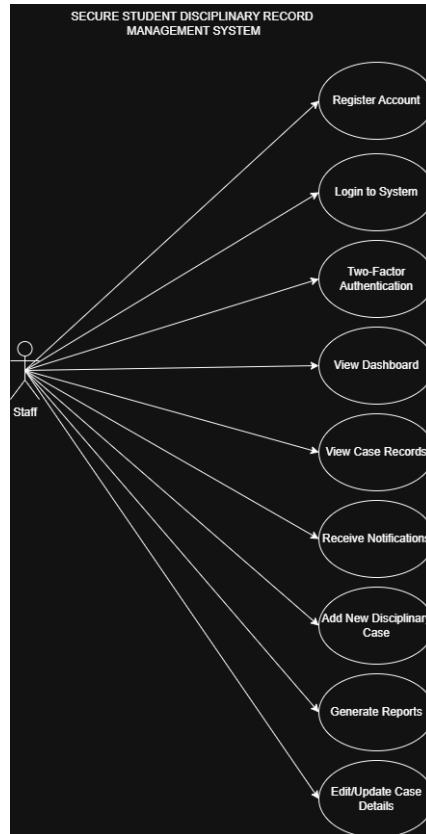 SECURE STUDENT DISCIPLINARY RECORD
MANAGEMENT SYSTEM
Register Account
Login to System
Two-Factor
Authentication
View Dashboard
Staff
View Case Records
Receive Notifications
Add New Disciplinary
Case
Generate Reports
Edit/Update Case
Details